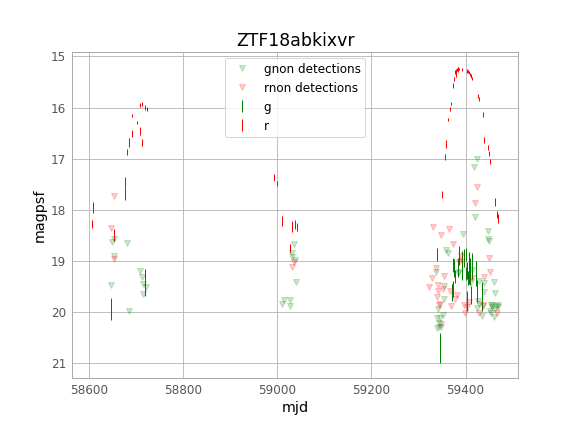 ZTF18abkixvr
gnon detections
rnon detections
g
r
magpsf
15
16
17
18
19
20
21
58600 58800 59000 59200 59400
mjd